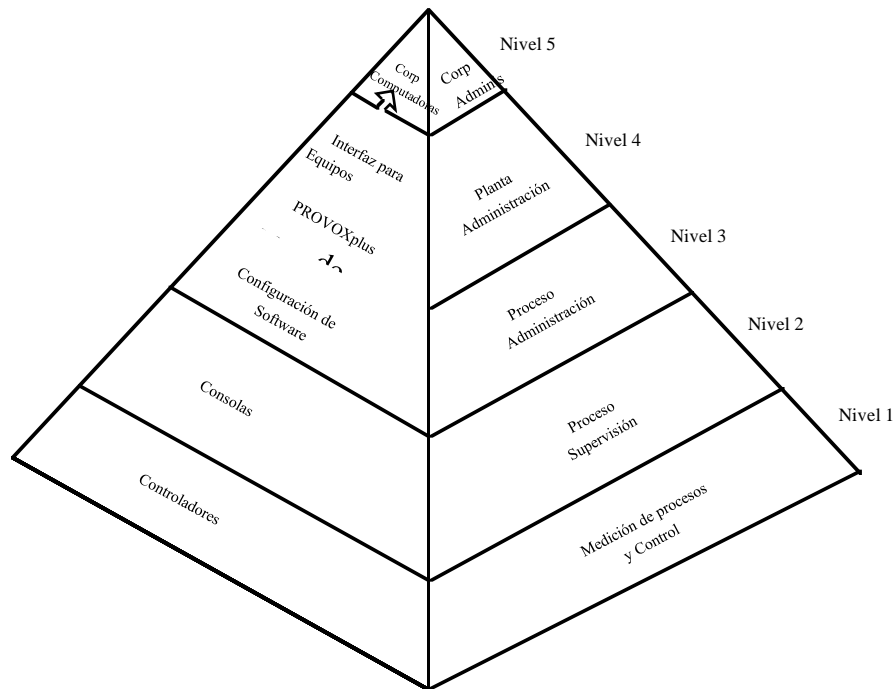 Nivel 5
Corp
Computadoras
Corp
Adminis
Nivel 4
Interfaz para
Equipos
Planta
Administración
PROVOXplus
Nivel 3
Configuración de
Software
Proceso
Administración
Nivel 2
Consolas
Proceso
Supervisión
Nivel 1
Controladores
Medición de procesos
y Control